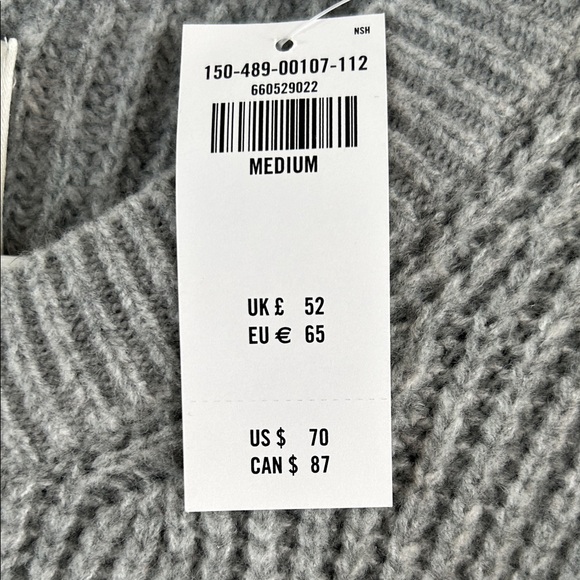 NSH
150-489-00107-112
660529022
MEDIUM
UK £ 52
EU € 65
US $ 70
CAN $ 87